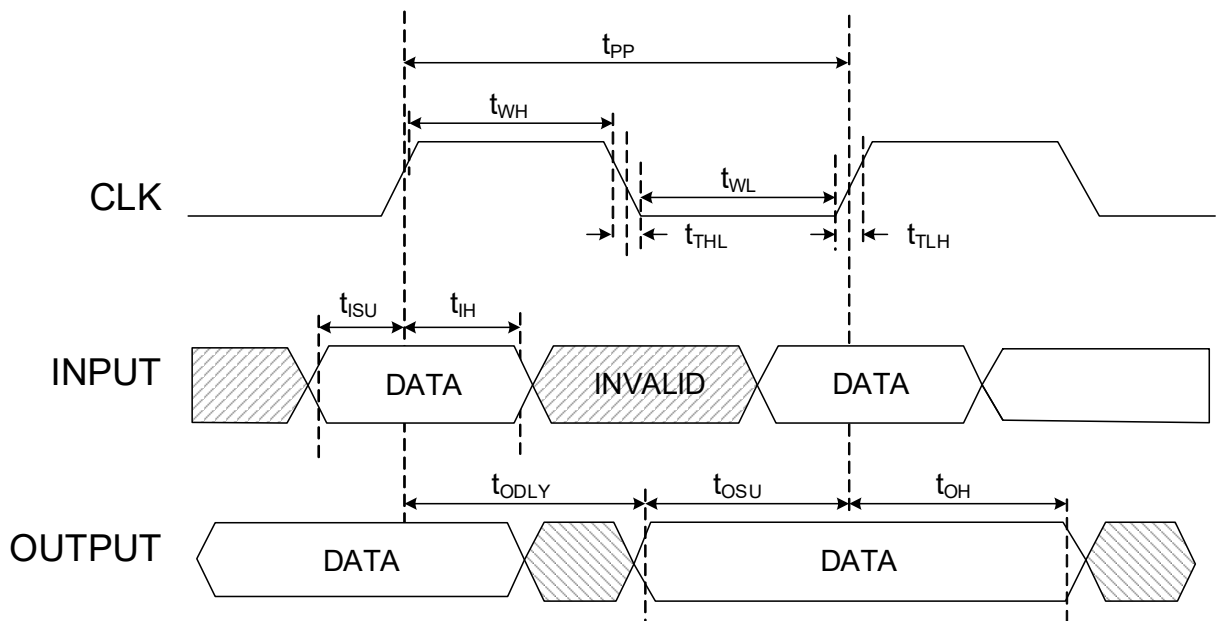 tPP
tWH
CLK
tWL
tTHL
tTLH
tISU
tIH
INPUT
DATA
INVALID
DATA
tODLY
tOSU
tOH
OUTPUT
DATA
DATA